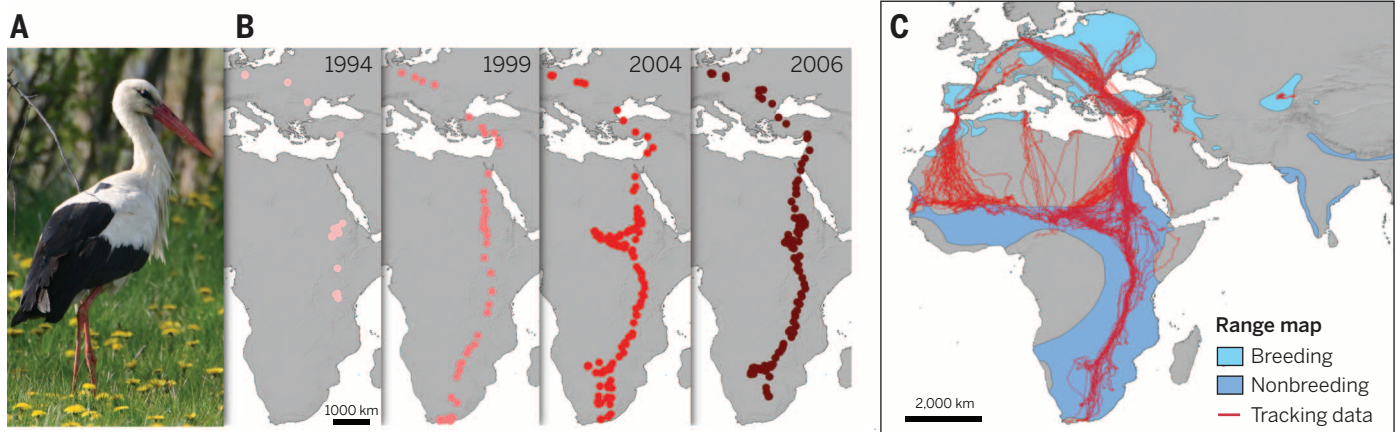 A
B
1994
1999
2004
2006
1000 km
C
Range map
Breeding
Nonbreeding
Tracking data
2,000 km